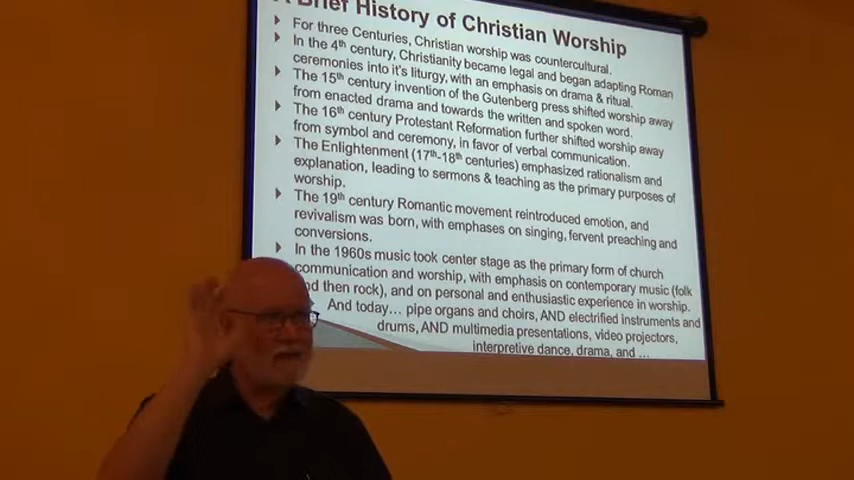 A Brief History of Christian Worship
For three Centuries, Christian worship was countercultural.
In the 4th century, Christianity became legal and began adapting Roman
ceremonies into it's liturgy, with an emphasis on drama & ritual.
The 15th century invention of the Gutenberg press shifted worship away
from enacted drama and towards the written and spoken word.
The 16th century Protestant Reformation further shifted worship away
from symbol and ceremony, in favor of verbal communication.
The Enlightenment (17th-18th centuries) emphasized rationalism and
explanation, leading to sermons & teaching as the primary purposes of
worship.
The 19th century Romantic movement reintroduced emotion, and
revivalism was born, with emphases on singing, fervent preaching and
conversions.
In the 1960s music took center stage as the primary form of church
communication and worship, with emphasis on contemporary music (folk
and then rock), and on personal and enthusiastic experience in worship.
And today... pipe organs and choirs, AND electrified instruments and
drums, AND multimedia presentations, video projectors,
interpretive dance, drama, and ...